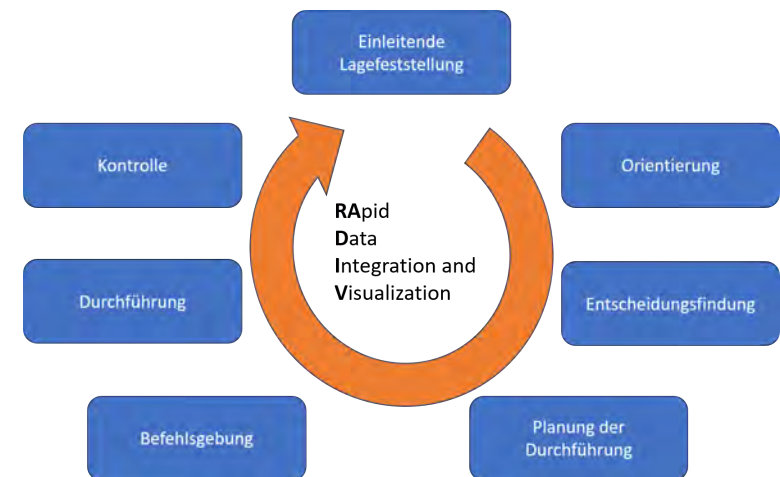 Einleitende
Lagefeststellung
Orientierung
Entscheidungsfindung
Planung der
Durchführung
Befehlsgebung
Durchführung
Kontrolle
RApid
Data
Integration and
Visualization